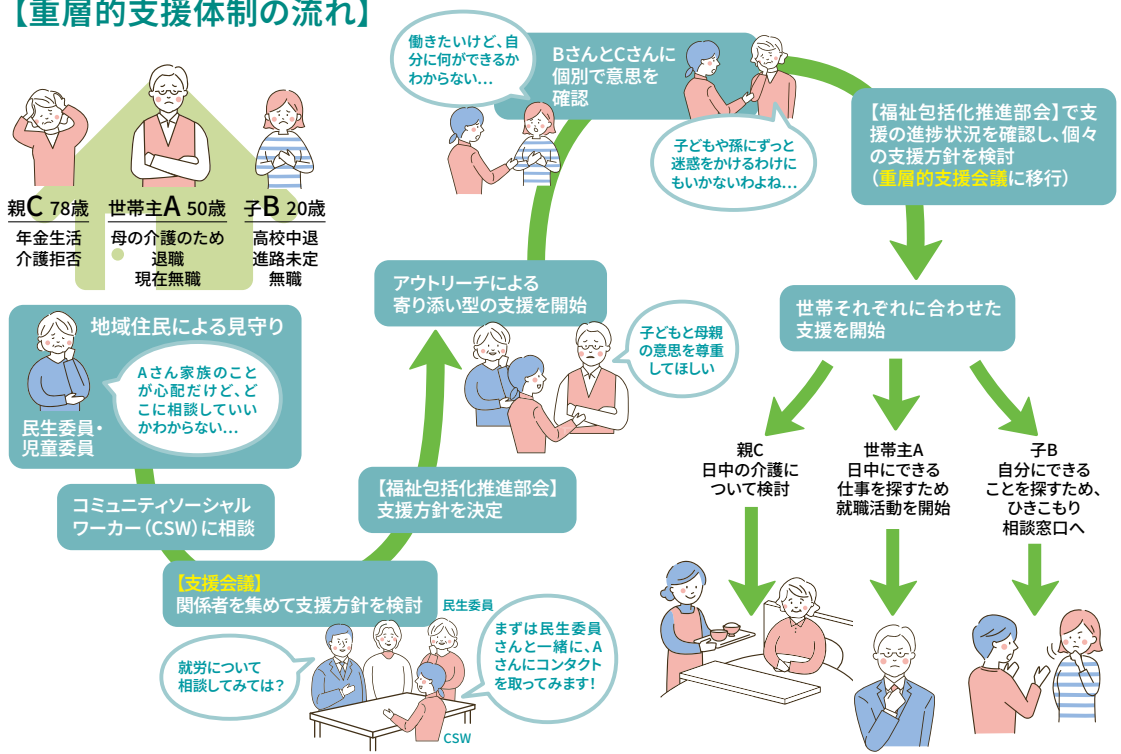 【重層的支援体制の流れ】
親C 78歳
年金生活
介護拒否
世帯主A 50歳
母の介護のため
退職
現在無職
子B 20歳
高校中退
進路未定
無職
地域住民による見守り
Aさん家族のこと
が心配だけど、ど
こに相談していい
かわからない…
民生委員・
児童委員
コミュニティソーシャル
ワーカー（CSW）に相談
【支援会議】
関係者を集めて支援方針を検討
就労について
相談してみては？
民生委員
まずは民生委員
さんと一緒に、A
さんにコンタクト
を取ってみます！
CSW
【福祉包括化推進部会】
支援方針を決定
アウトリーチによる
寄り添い型の支援を開始
子どもと母親
の意思を尊重
してほしい
働きたいけど、自
分に何ができるか
わからない…
BさんとCさんに
個別で意思を
確認
子どもや孫にずっと
迷惑をかけるわけに
もいかないわよね…
【福祉包括化推進部会】で支
援の進捗状況を確認し、個々
の支援方針を検討
（重層的支援会議に移行）
世帯それぞれに合わせた
支援を開始
親C
日中の介護に
ついて検討
世帯主A
日中にできる
仕事を探すため
就職活動を開始
子B
自分にできる
ことを探すため、
ひきこもり
相談窓口へ